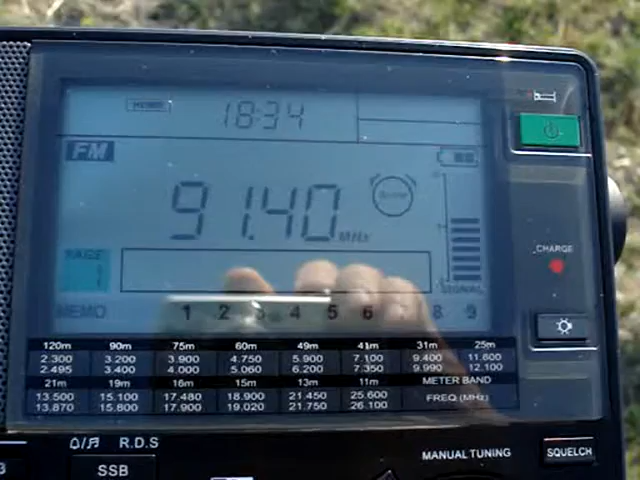 18:34
FM
91.40 MHz
PAGE
1
SIGNAL
MEMO 1 2 3 4 5 6 7 8 9
CHARGE
120m 90m 75m 60m 49m 41m 31m 25m
2.300 3.200 3.900 4.750 5.900 7.100 9.400 11.600
2.495 3.400 4.000 5.060 6.200 7.350 9.990 12.100
21m 19m 16m 15m 13m 11m METER BAND
13.500 15.100 17.480 18.900 21.450 25.600 FREQ (MHz)
13.870 15.800 17.900 19.020 21.750 26.100
R.D.S
3 SSB
MANUAL TUNING
SQUELCH